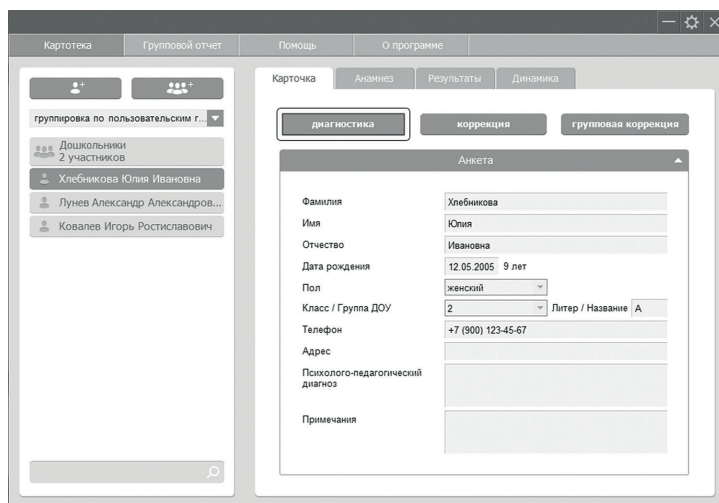 Картотека
Групповой отчет
Помощь
О программе
группировка по пользовательским г...
Дошкольники
2 участников
Хлебникова Юлия Ивановна
Лунев Александр Александров...
Ковалев Игорь Ростиславович
Карточка
Анамнез
Результаты
Динамика
диагностика
коррекция
групповая коррекция
Анкета
Фамилия Хлебникова
Имя Юлия
Отчество Ивановна
Дата рождения 12.05.2005 9 лет
Пол женский
Класс / Группа ДОУ 2 Литер / Название А
Телефон +7 (900) 123-45-67
Адрес
Психолого-педагогический
диагноз
Примечания